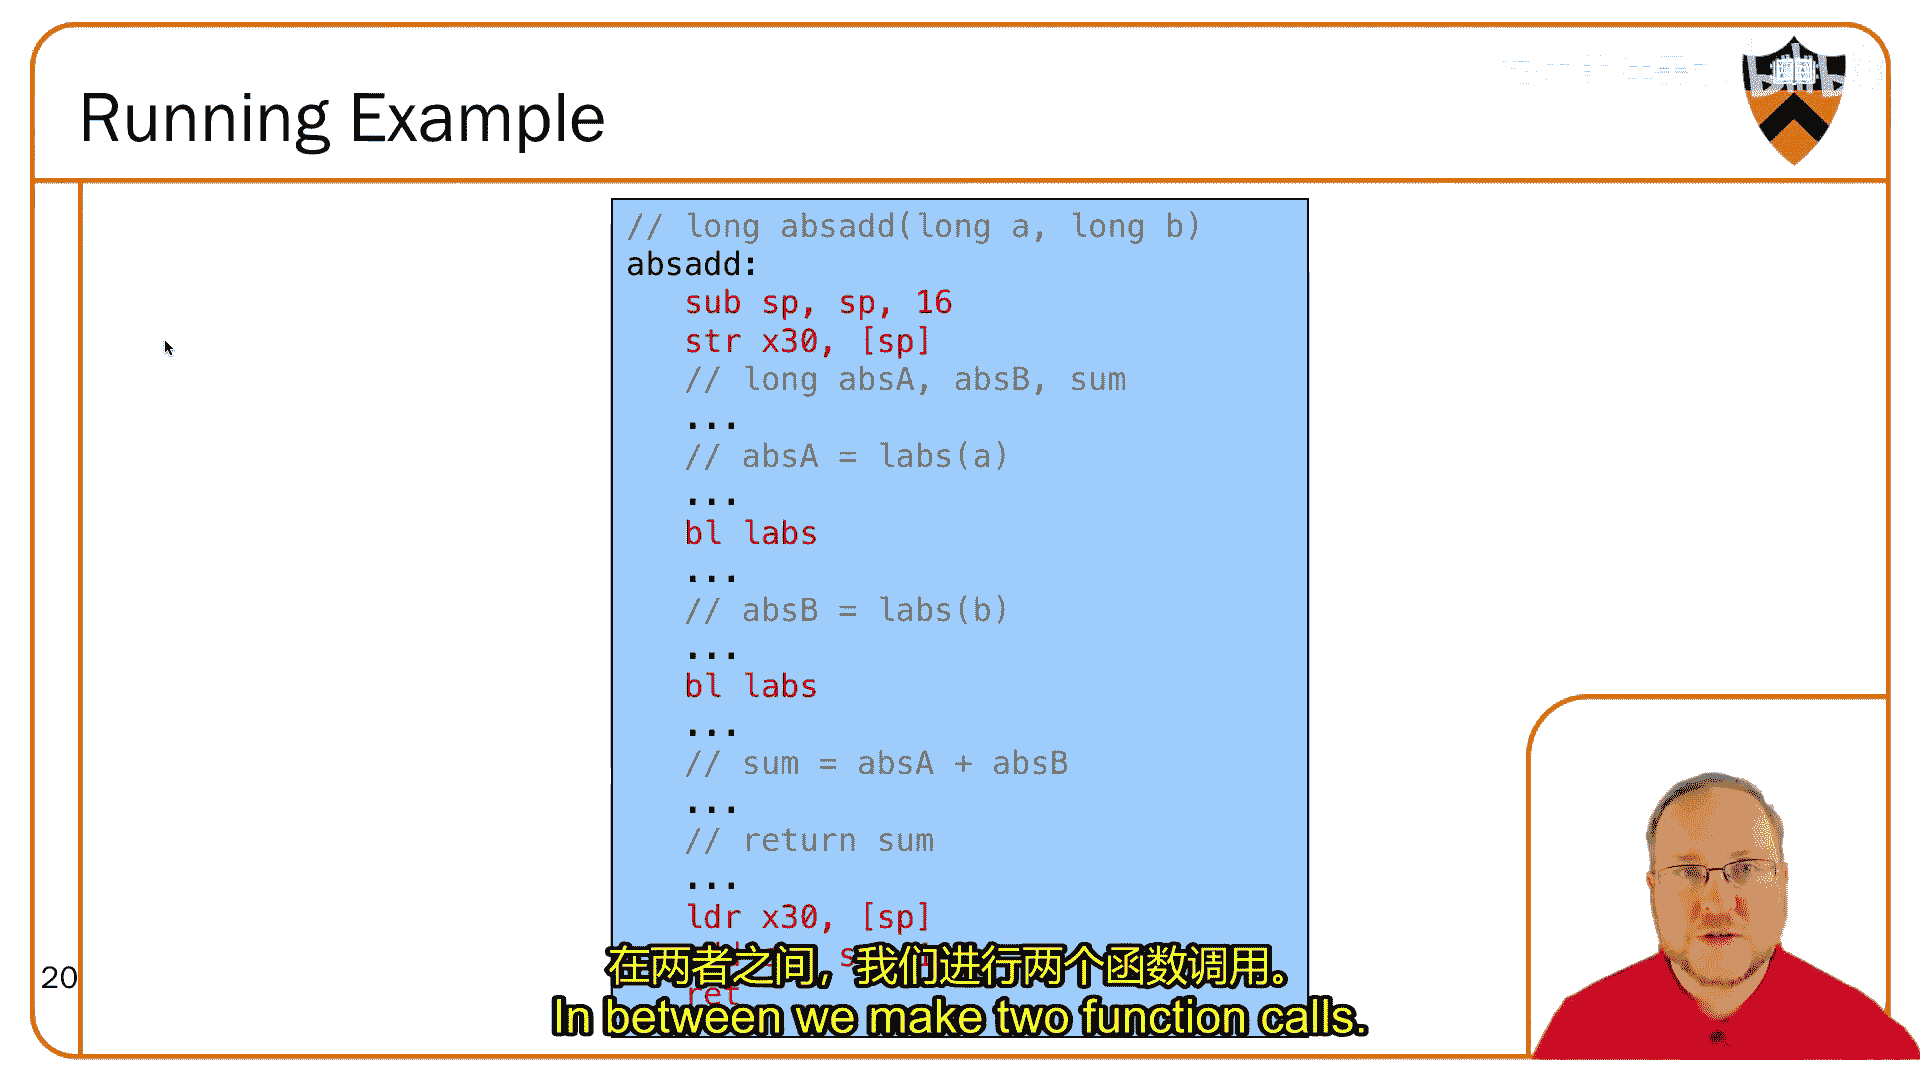 Running Example
// long absadd(long a, long b)
absadd:
sub sp, sp, 16
str x30, [sp]
// long absA, absB, sum
...
// absA = labs(a)
...
bl labs
...
// absB = labs(b)
...
bl labs
...
// sum = absA + absB
...
// return sum
...
ldr x30, [sp]
ret
在两者之间，我们进行两个函数调用。
In between we make two function calls.
20